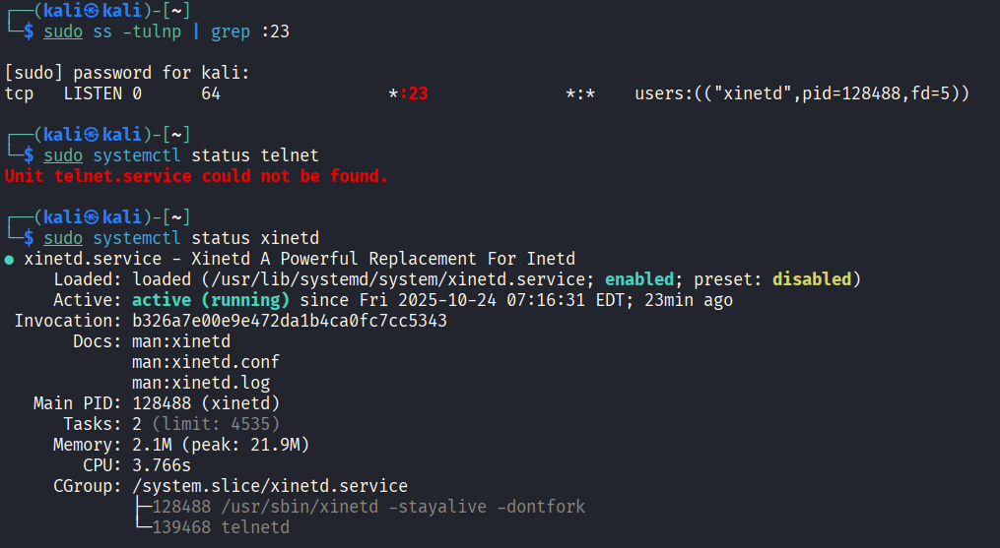 ┌──(kali㉿kali)-[~]
└─$ sudo ss -tulnp | grep :23
[sudo] password for kali:
tcp   LISTEN 0      64                 *:23              *:*    users:(("xinetd",pid=128488,fd=5))
┌──(kali㉿kali)-[~]
└─$ sudo systemctl status telnet
Unit telnet.service could not be found.
┌──(kali㉿kali)-[~]
└─$ sudo systemctl status xinetd
● xinetd.service - Xinetd A Powerful Replacement For Inetd
     Loaded: loaded (/usr/lib/systemd/system/xinetd.service; enabled; preset: disabled)
     Active: active (running) since Fri 2025-10-24 07:16:31 EDT; 23min ago
 Invocation: b326a7e00e9e472da1b4ca0fc7cc5343
       Docs: man:xinetd
             man:xinetd.conf
             man:xinetd.log
   Main PID: 128488 (xinetd)
      Tasks: 2 (limit: 4535)
     Memory: 2.1M (peak: 21.9M)
        CPU: 3.766s
     CGroup: /system.slice/xinetd.service
             ├─128488 /usr/sbin/xinetd -stayalive -dontfork
             └─139468 telnetd